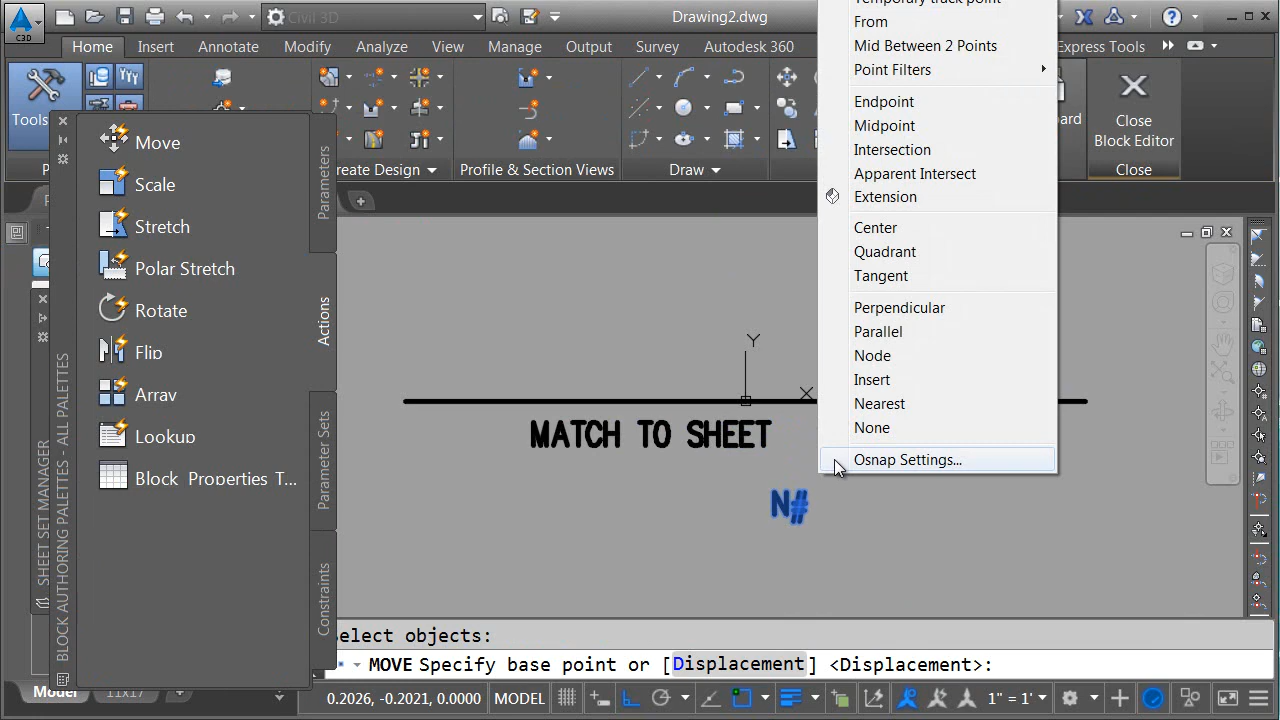 C3D
Civil 3D
Drawing2.dwg
Temporary track point
From
Mid Between 2 Points
Point Filters
Endpoint
Midpoint
Intersection
Apparent Intersect
Extension
Center
Quadrant
Tangent
Perpendicular
Parallel
Node
Insert
Nearest
None
Osnap Settings...
Home
Insert
Annotate
Modify
Analyze
View
Manage
Output
Survey
Autodesk 360
Express Tools
Tools
Create Design
Profile & Section Views
Draw
Close
Block Editor
Close
Move
Scale
Stretch
Polar Stretch
Rotate
Flip
Array
Lookup
Block Properties T...
Parameters
Actions
Parameter Sets
Constraints
SHEET SET MANAGER
BLOCK AUTHORING PALETTES - ALL PALETTES
Y
X
MATCH TO SHEET
N#
Select objects:
MOVE Specify base point or [Displacement] <Displacement>:
Model
11x17
0.2026, -0.2021, 0.0000
MODEL
1" = 1'